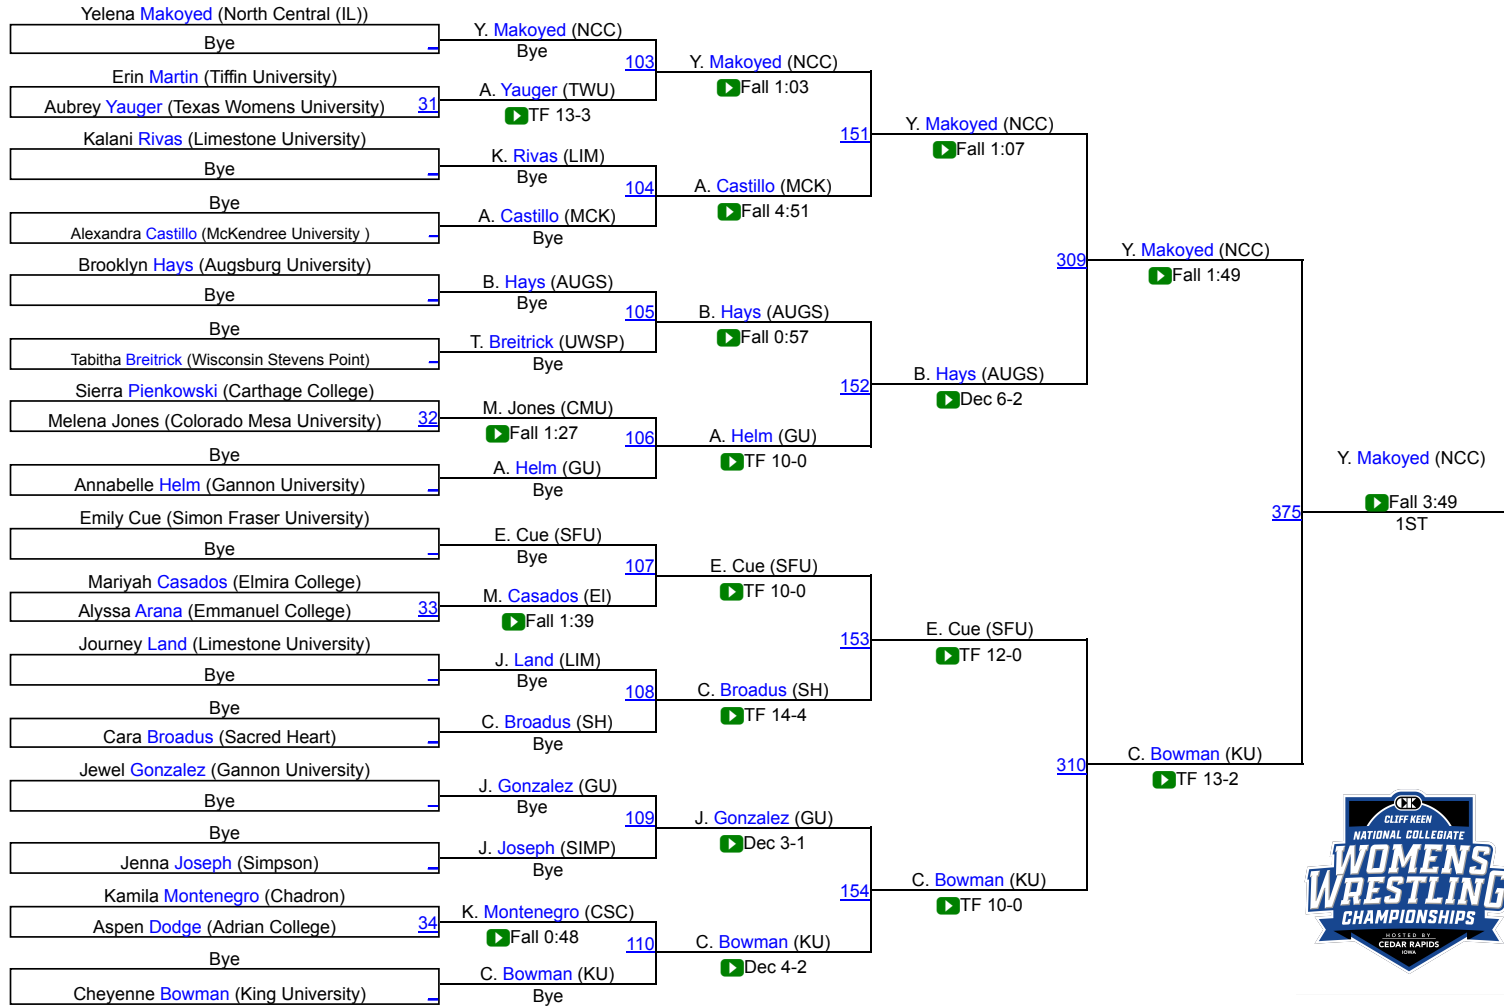 Yelena Makoyed (North Central (IL))
Bye
Erin Martin (Tiffin University)
Aubrey Yauger (Texas Womens University) 31
Kalani Rivas (Limestone University)
Bye
Bye
Alexandra Castillo (McKendree University )
Brooklyn Hays (Augsburg University)
Bye
Bye
Tabitha Breitrick (Wisconsin Stevens Point)
Sierra Pienkowski (Carthage College)
Melena Jones (Colorado Mesa University) 32
Bye
Annabelle Helm (Gannon University)
Emily Cue (Simon Fraser University)
Bye
Mariyah Casados (Elmira College)
Alyssa Arana (Emmanuel College) 33
Journey Land (Limestone University)
Bye
Bye
Cara Broadus (Sacred Heart)
Jewel Gonzalez (Gannon University)
Bye
Bye
Jenna Joseph (Simpson)
Kamila Montenegro (Chadron)
Aspen Dodge (Adrian College) 34
Bye
Cheyenne Bowman (King University)
Y. Makoyed (NCC)
Bye
103
A. Yauger (TWU)
TF 13-3
K. Rivas (LIM)
Bye
104
A. Castillo (MCK)
Bye
B. Hays (AUGS)
Bye
105
T. Breitrick (UWSP)
Bye
M. Jones (CMU)
Fall 1:27
106
A. Helm (GU)
Bye
E. Cue (SFU)
Bye
107
M. Casados (El)
Fall 1:39
J. Land (LIM)
Bye
108
C. Broadus (SH)
Bye
J. Gonzalez (GU)
Bye
109
J. Joseph (SIMP)
Bye
K. Montenegro (CSC)
Fall 0:48
110
C. Bowman (KU)
Bye
Y. Makoyed (NCC)
Fall 1:03
151
A. Castillo (MCK)
Fall 4:51
B. Hays (AUGS)
Fall 0:57
152
A. Helm (GU)
TF 10-0
E. Cue (SFU)
TF 10-0
153
C. Broadus (SH)
TF 14-4
J. Gonzalez (GU)
Dec 3-1
154
C. Bowman (KU)
Dec 4-2
Y. Makoyed (NCC)
Fall 1:07
309
B. Hays (AUGS)
Dec 6-2
E. Cue (SFU)
TF 12-0
310
C. Bowman (KU)
TF 10-0
Y. Makoyed (NCC)
Fall 1:49
375
C. Bowman (KU)
TF 13-2
Y. Makoyed (NCC)
Fall 3:49
1ST
CK
CLIFF KEEN
NATIONAL COLLEGIATE
WOMENS
WRESTLING
CHAMPIONSHIPS
HOSTED BY
CEDAR RAPIDS
IOWA